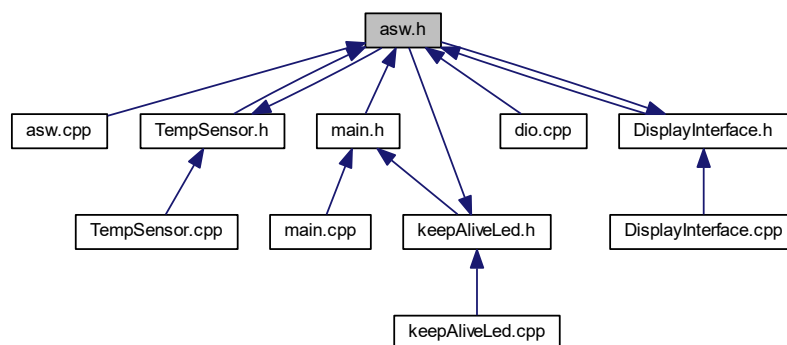 asw.h
asw.cpp
TempSensor.h
main.h
dio.cpp
DisplayInterface.h
TempSensor.cpp
main.cpp
keepAliveLed.h
DisplayInterface.cpp
keepAliveLed.cpp